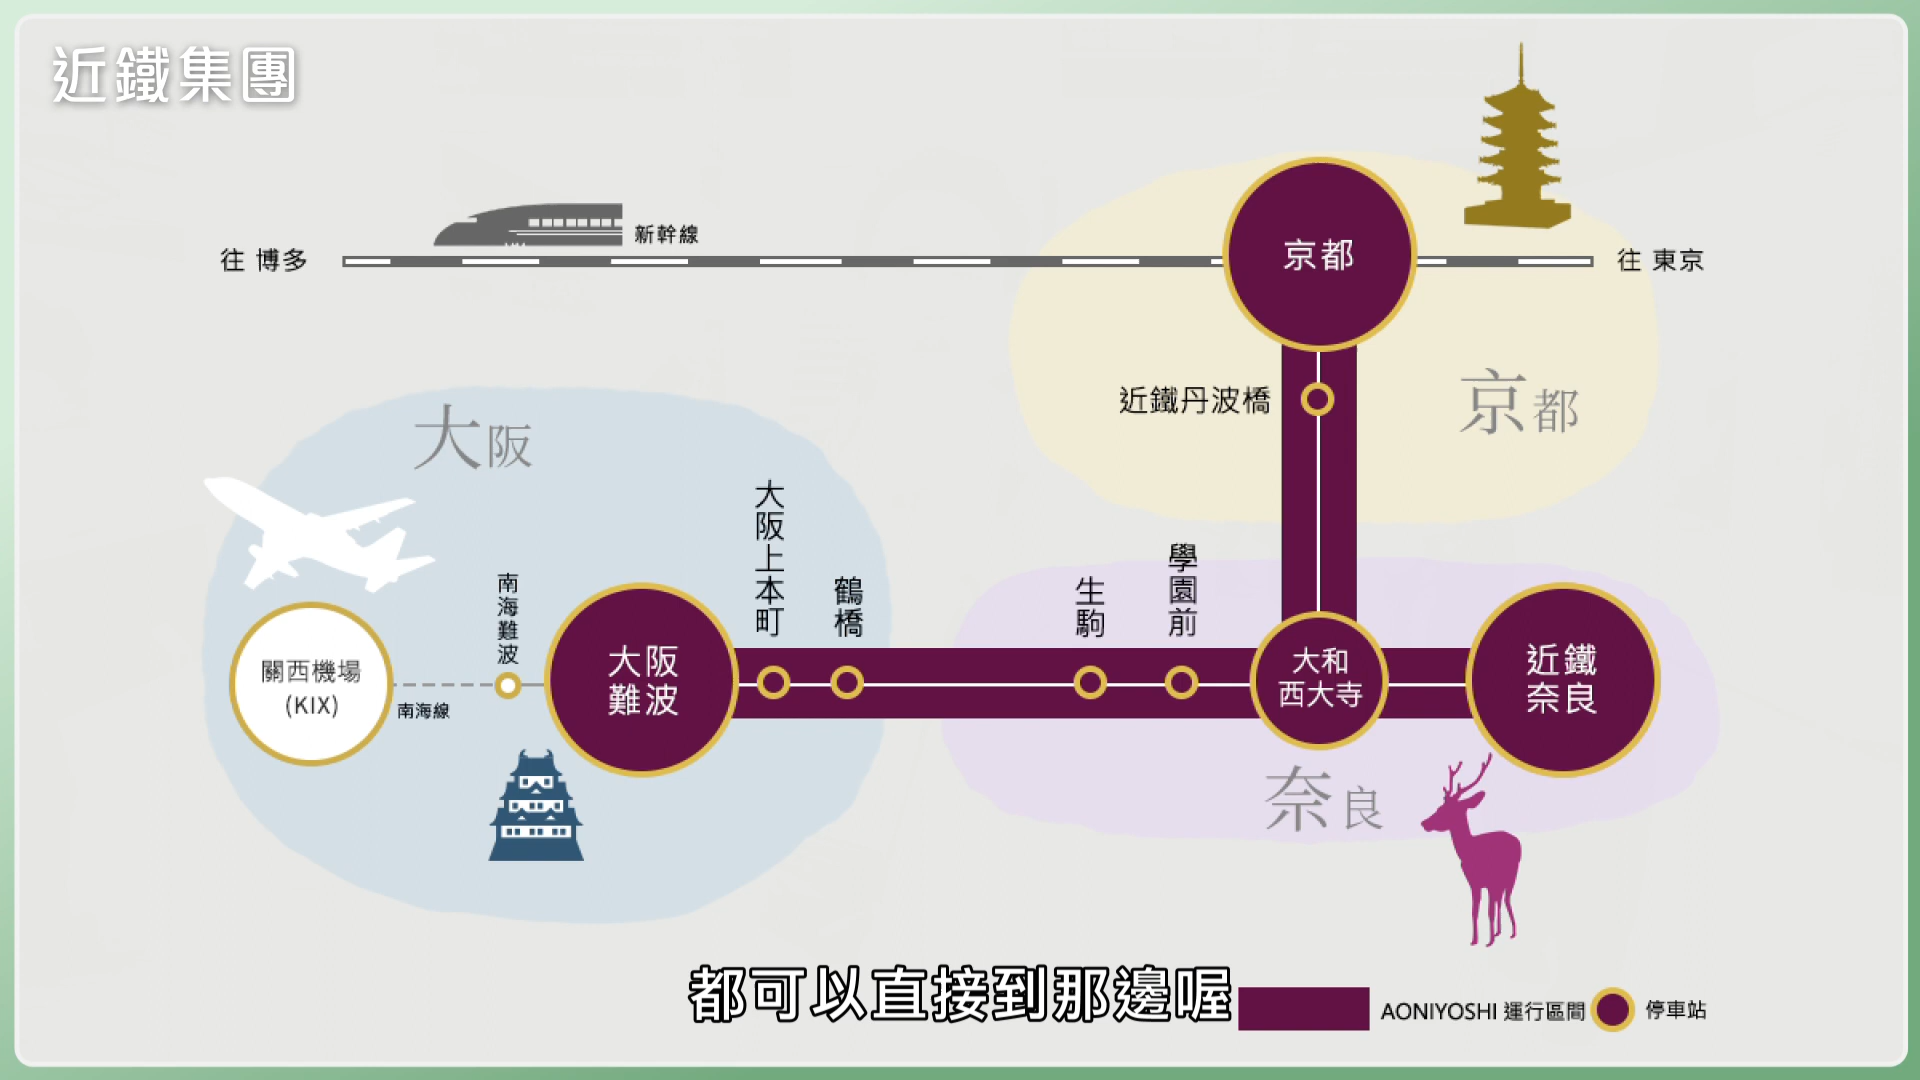 近鐵集團
新幹線
往 博多
京都
往 東京
近鐵丹波橋
京都
大阪
大阪上本町
鶴橋
生駒
學園前
南海難波
關西機場
(KIX)
南海線
大阪
難波
大和
西大寺
近鐵
奈良
奈良
都可以直接到那邊喔
AONIYOSHI 運行區間
停車站